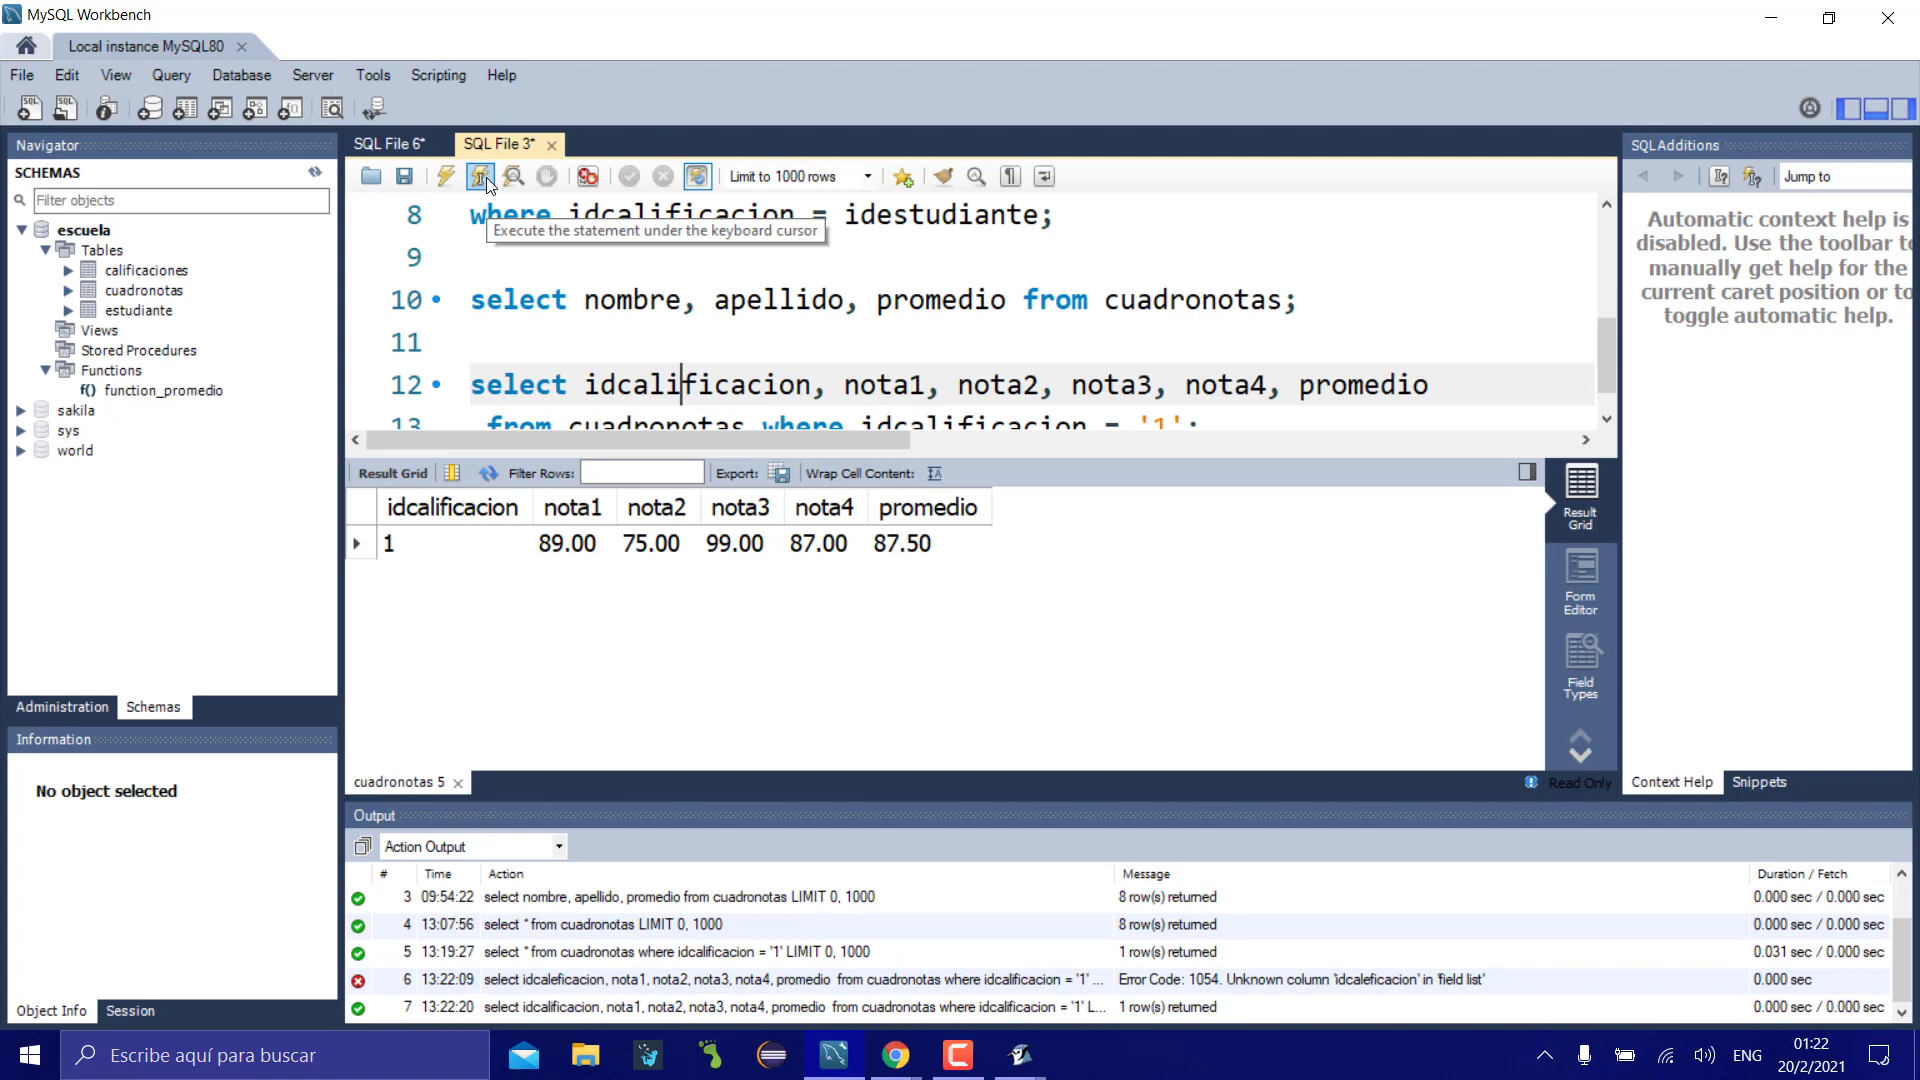 MySQL Workbench
Local instance MySQL80
File Edit View Query Database Server Tools Scripting Help
Navigator
SCHEMAS
Filter objects
escuela
Tables
calificaciones
cuadronotas
estudiante
Views
Stored Procedures
Functions
f() function_promedio
sakila
sys
world
Administration Schemas
Information
No object selected
Object Info Session
SQL File 6* SQL File 3*
Limit to 1000 rows
8 where idcalificacion = idestudiante;
Execute the statement under the keyboard cursor
9
10 select nombre, apellido, promedio from cuadronotas;
11
12 select idcalificacion, nota1, nota2, nota3, nota4, promedio
13 from cuadronotas where idcalificacion = '1';
Result Grid Filter Rows: Export: Wrap Cell Content:
idcalificacion nota1 nota2 nota3 nota4 promedio
1 89.00 75.00 99.00 87.00 87.50
Result Grid
Form Editor
Field Types
cuadronotas 5
Read Only
SQLAdditions
Jump to
Automatic context help is
disabled. Use the toolbar to
manually get help for the
current caret position or to
toggle automatic help.
Context Help Snippets
Output
Action Output
# Time Action Message Duration / Fetch
3 09:54:22 select nombre, apellido, promedio from cuadronotas LIMIT 0, 1000 8 row(s) returned 0.000 sec / 0.000 sec
4 13:07:56 select * from cuadronotas LIMIT 0, 1000 8 row(s) returned 0.000 sec / 0.000 sec
5 13:19:27 select * from cuadronotas where idcalificacion = '1' LIMIT 0, 1000 1 row(s) returned 0.031 sec / 0.000 sec
6 13:22:09 select idcaleficacion, nota1, nota2, nota3, nota4, promedio from cuadronotas where idcalificacion = '1' ... Error Code: 1054. Unknown column 'idcaleficacion' in 'field list' 0.000 sec
7 13:22:20 select idcalificacion, nota1, nota2, nota3, nota4, promedio from cuadronotas where idcalificacion = '1' L... 1 row(s) returned 0.000 sec / 0.000 sec
Escribe aquí para buscar
ENG
01:22
20/2/2021